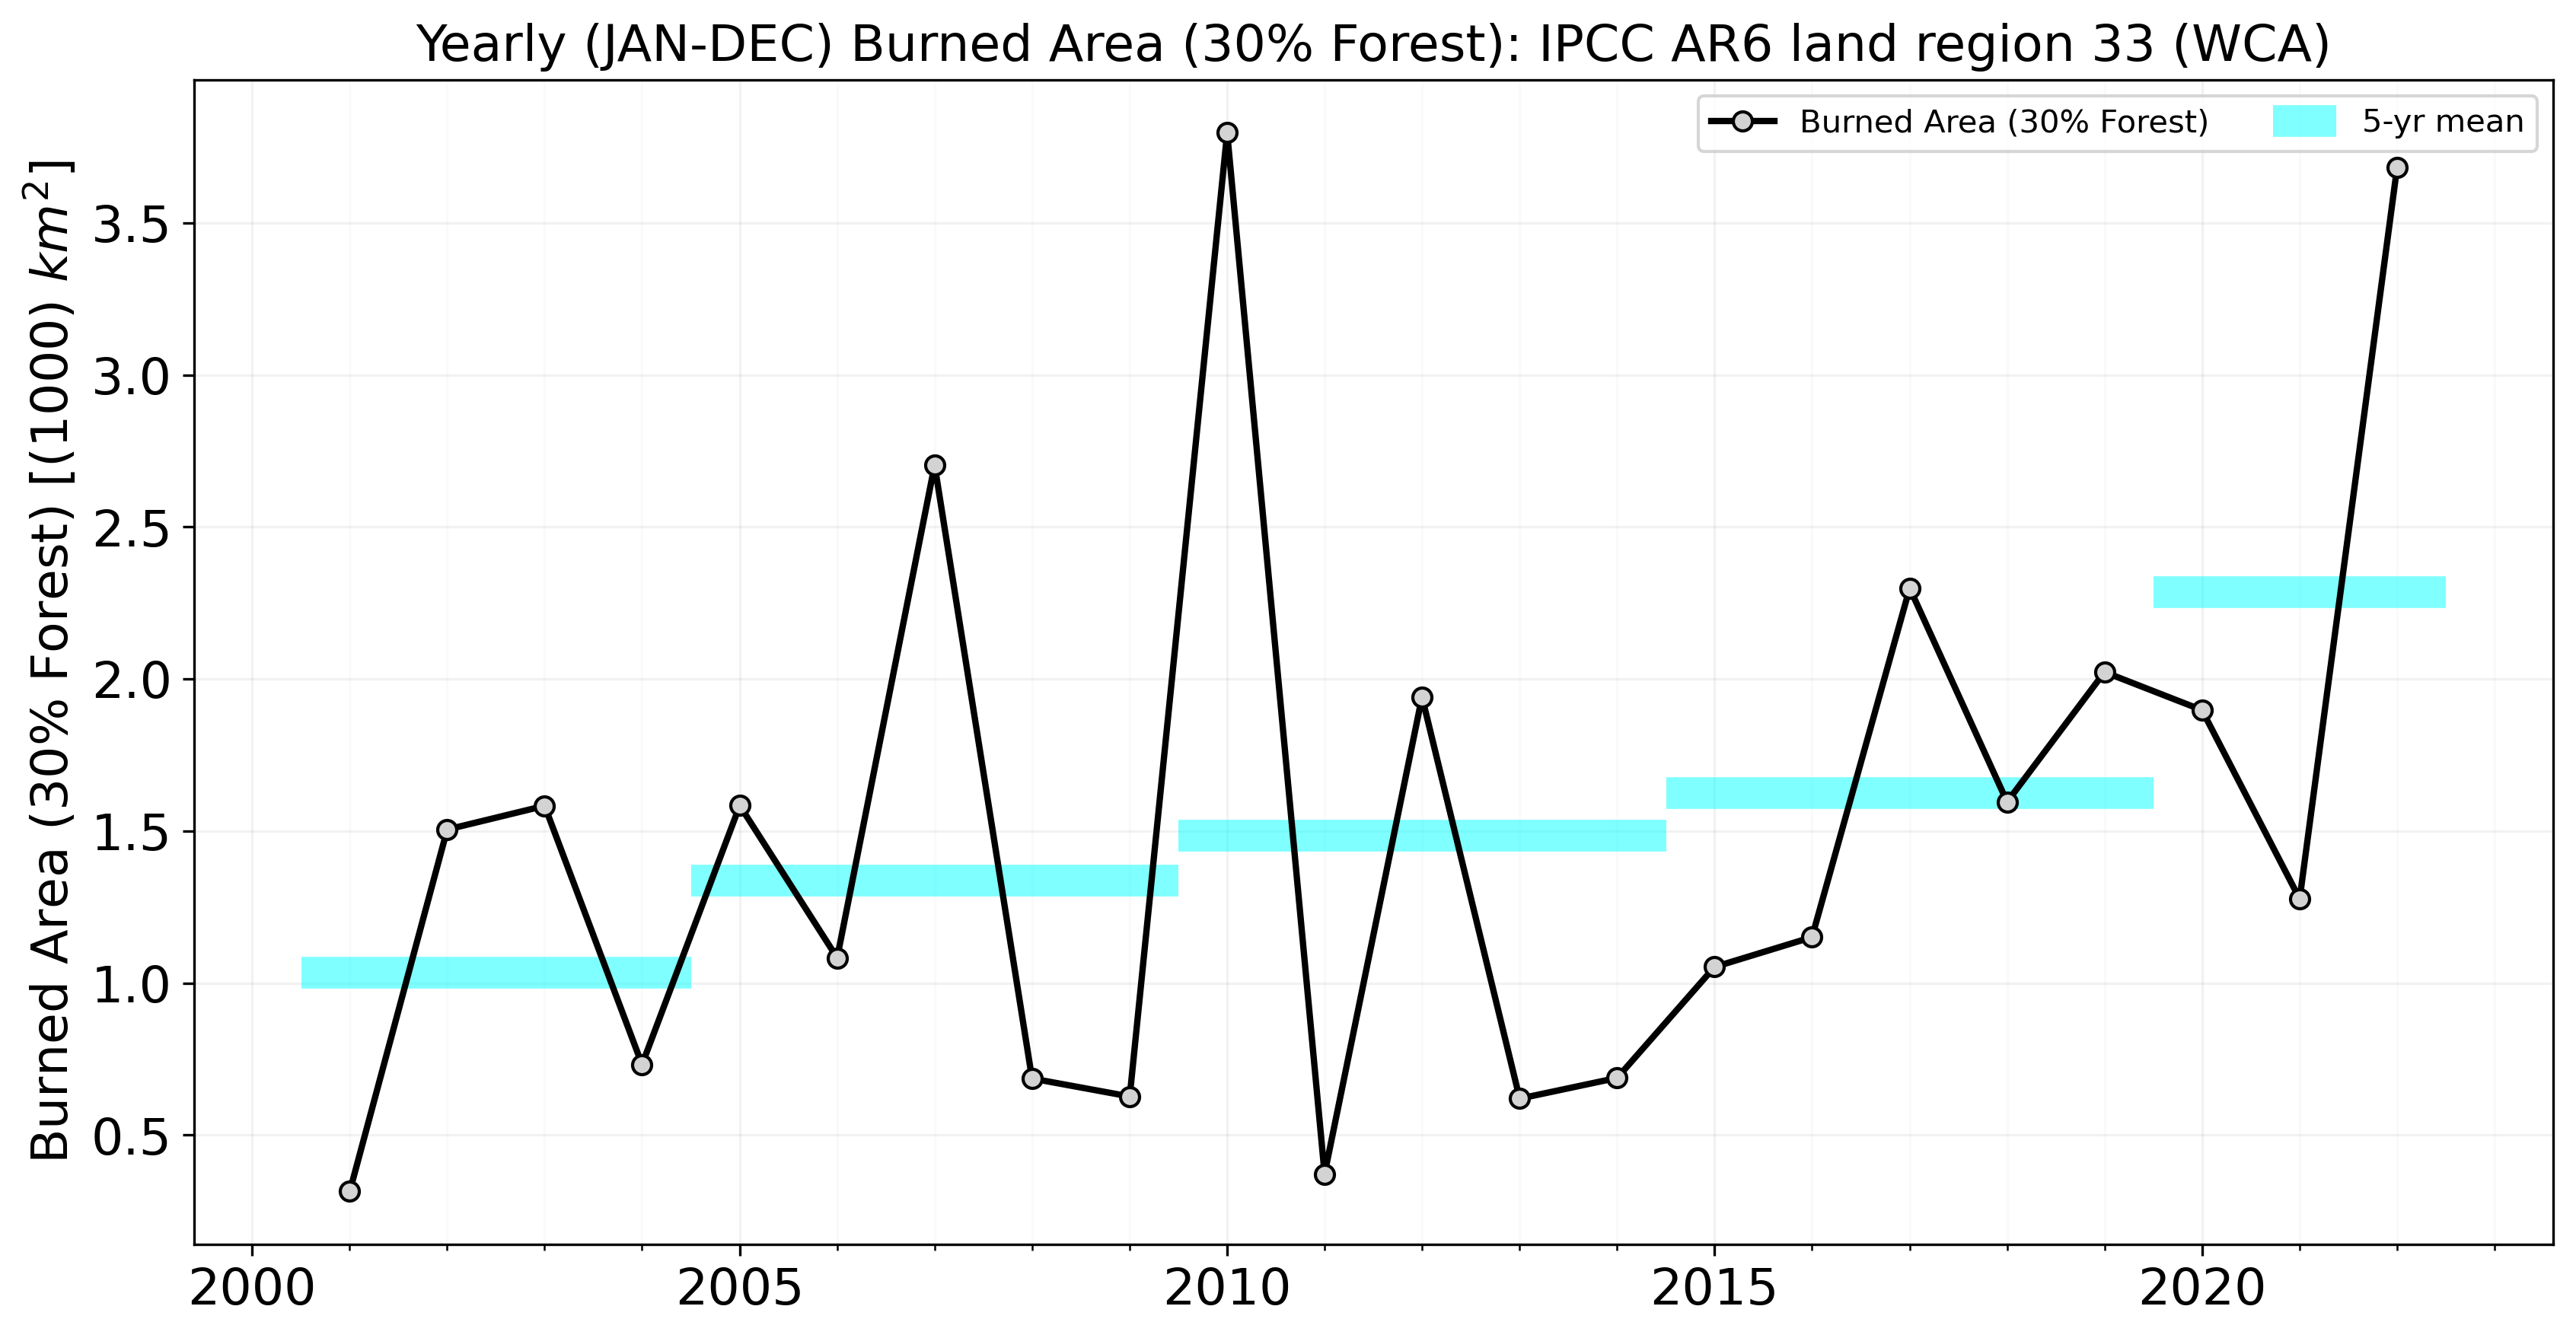 Yearly (JAN-DEC) Burned Area (30% Forest): IPCC AR6 land region 33 (WCA)
Burned Area (30% Forest)
5-yr mean
Burned Area (30% Forest) [(1000) km²]
3.5
3.0
2.5
2.0
1.5
1.0
0.5
2000 2005 2010 2015 2020